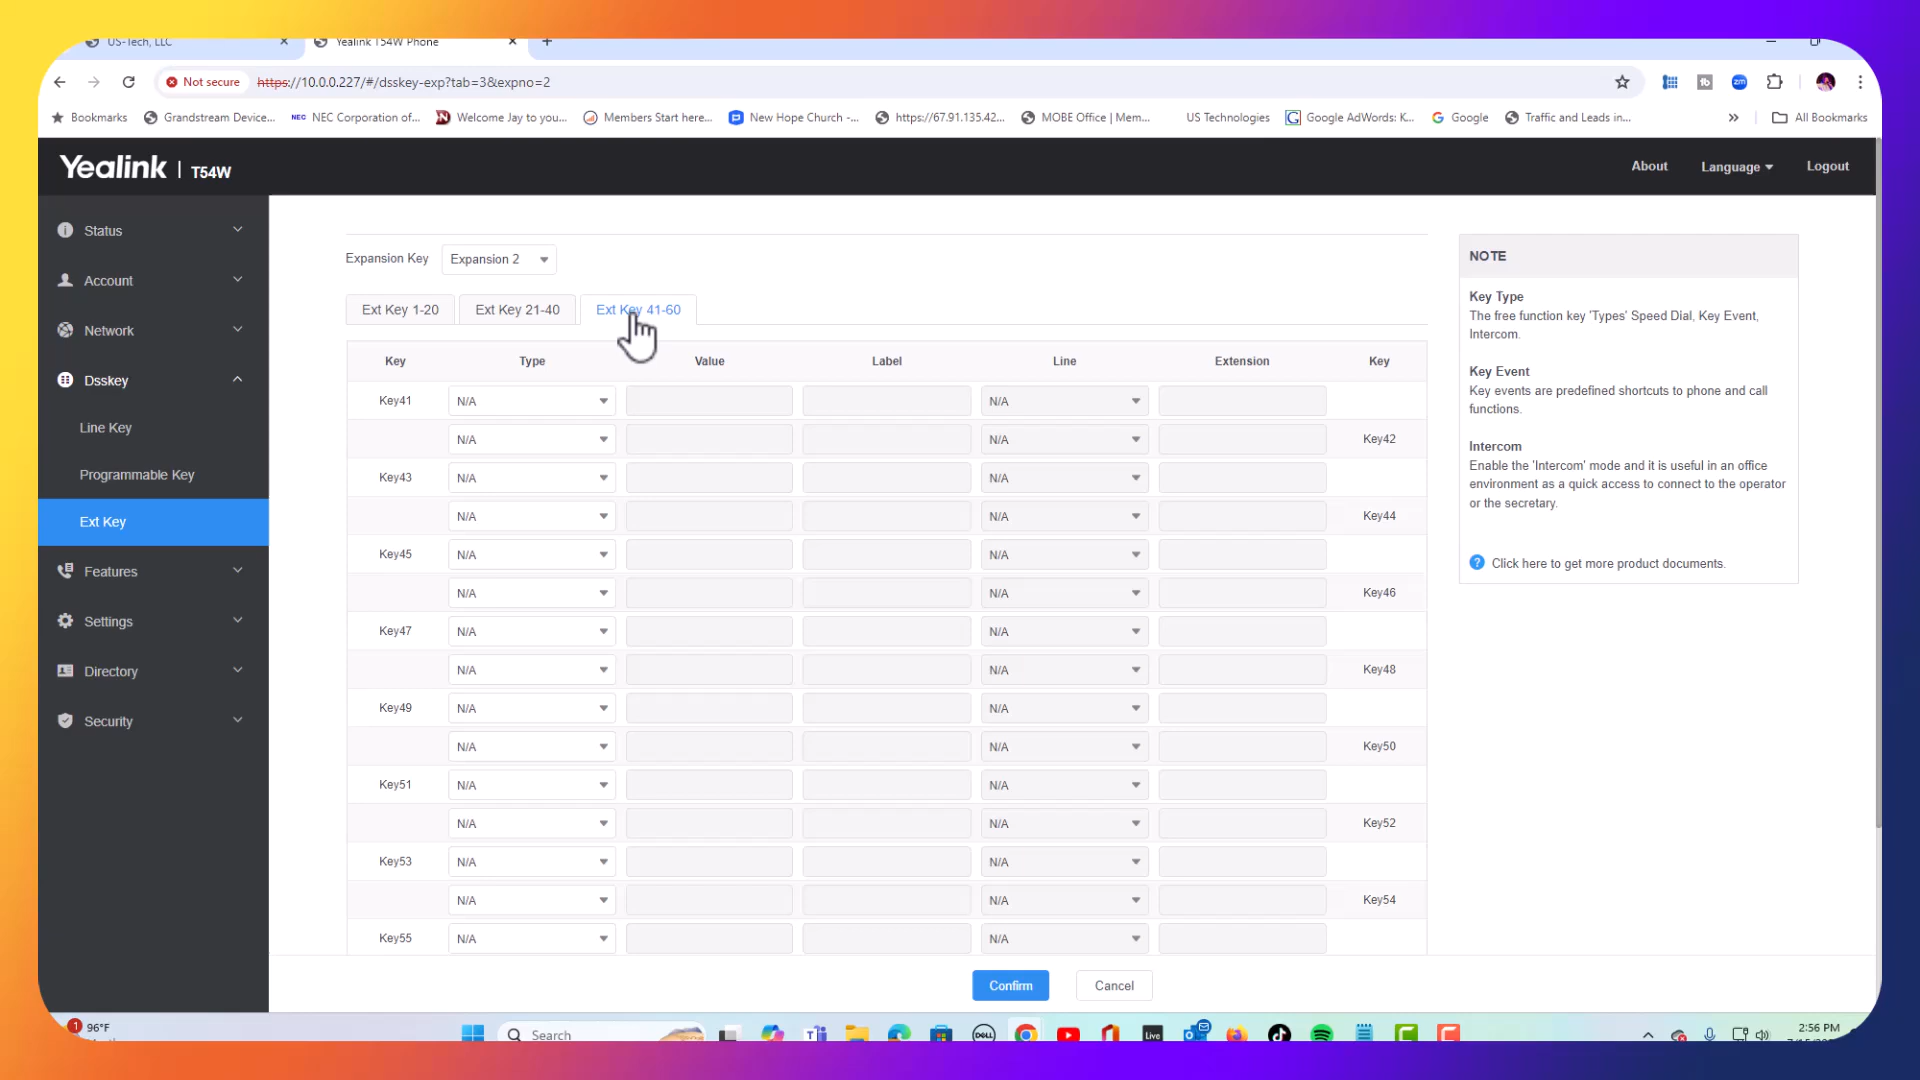 US-Tech, LLC
Yealink T54W Phone
Not secure
https://10.0.0.227/#/dsskey-exp?tab=3&expno=2
Bookmarks
Grandstream Device...
NEC NEC Corporation of...
Welcome Jay to you...
Members Start here...
New Hope Church -...
https://67.91.135.42...
MOBE Office | Mem...
US Technologies
Google AdWords: K...
Google
Traffic and Leads in...
All Bookmarks
Yealink | T54W
About
Language
Logout
Status
Account
Network
Dsskey
Line Key
Programmable Key
Ext Key
Features
Settings
Directory
Security
Expansion Key
Expansion 2
Ext Key 1-20
Ext Key 21-40
Ext Key 41-60
Key Type Value Label Line Extension Key
Key41 N/A N/A
N/A N/A Key42
Key43 N/A N/A
N/A N/A Key44
Key45 N/A N/A
N/A N/A Key46
Key47 N/A N/A
N/A N/A Key48
Key49 N/A N/A
N/A N/A Key50
Key51 N/A N/A
N/A N/A Key52
Key53 N/A N/A
N/A N/A Key54
Key55 N/A N/A
Confirm
Cancel
NOTE
Key Type
The free function key 'Types' Speed Dial, Key Event,
Intercom.
Key Event
Key events are predefined shortcuts to phone and call
functions.
Intercom
Enable the 'Intercom' mode and it is useful in an office
environment as a quick access to connect to the operator
or the secretary.
? Click here to get more product documents.
1
96°F
Search
DELL
Live
2:56 PM